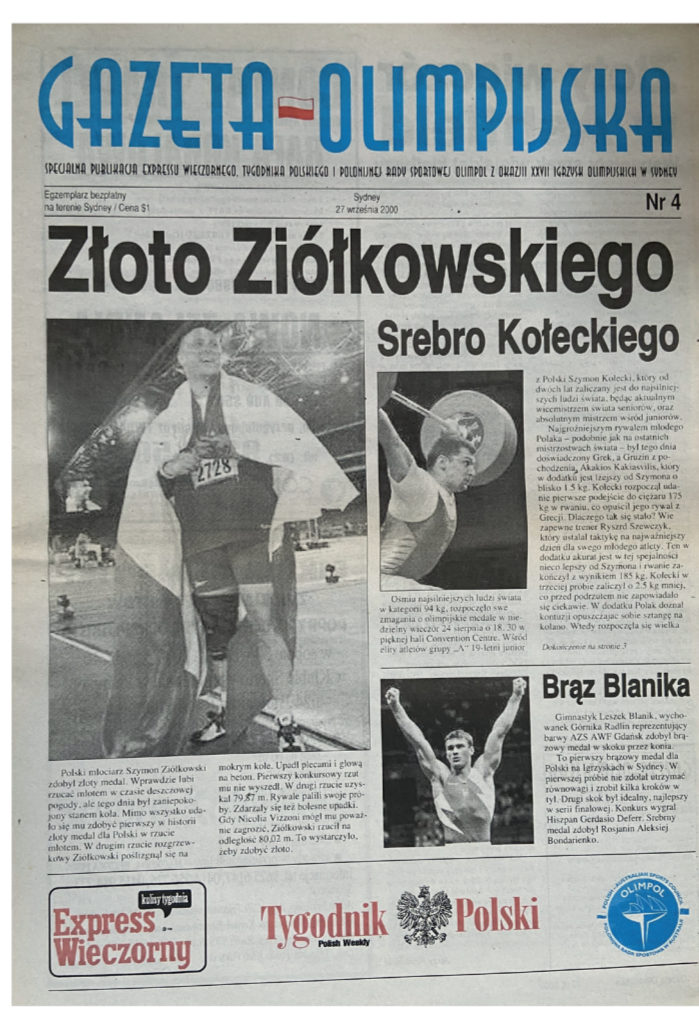 GAZETA OLIMPIJSKA
SPECJALNA PUBLIKACJA EXPRESSU WIECZORNEGO, TYGODNIKA POLSKIEGO I POLONIJNEJ RADY SPORTOWEJ OLIMPOL Z OKAZJI XXVII IGRZYSK OLIMPIJSKICH W SYDNEY
Egzemplarz bezpłatny
na terenie Sydney / Cena $1
Sydney
27 września 2000
Nr 4
Złoto Ziółkowskiego
2728
Polski młociarz Szymon Ziółkowski
zdobył złoty medal. Wprawdzie lubi
rzucać młotem w czasie deszczowej
pogody, ale tego dnia był zaniepoko-
jony stanem koła. Mimo wszystko uda-
ło się mu zdobyć pierwszy w historii
złoty medal dla Polski w rzucie
młotem. W drugim rzucie rozgrzew-
kowy Ziółkowski poślizgnął się na
mokrym kole. Upadł plecami i głową
na beton. Pierwszy konkursowy rzut
mu nie wyszedł. W drugi rzucie uzys-
kał 79,87 m. Rywale palili swoje pró-
by. Zdarzały się też bolesne upadki.
Gdy Nicolia Vizzoni mógł mu poważ-
nie zagrozić, Ziółkowski rzucił na
odległość 80,02 m. To wystarczyło,
żeby zdobyć złoto.
Srebro Kołeckiego
Ośmiu najsilniejszych ludzi świata
w kategorii 94 kg, rozpoczęło swe
zmagania o olimpijskie medale w nie-
dzielny wieczór 24 sierpnia o 18.30 w
pięknej hali Convention Centre. Wśród
elity atletów grupy „A" 19-letni junior
z Polski Szymon Kołecki, który od
dwóch lat zaliczany jest do najsilniej-
szych ludzi świata, będąc aktualnym
wicemistrzem świata seniorów, oraz
absolutnym mistrzem wśród juniorów.
Najgroźniejszym rywalem młodego
Polaka – podobnie jak na ostatnich
mistrzostwach świata – był tego dnia
doświadczony Grek, a Gruzin z po-
chodzenia, Akakios Kakiasvilis, który
w dodatku jest lżejszy od Szymona o
blisko 1.5 kg. Kołecki rozpoczął uda-
nie pierwsze podejście do ciężaru 175
kg w rwaniu, co opuścił jego rywal z
Grecji. Dlaczego tak się stało? Wie
zapewne trener Ryszrd Szewczyk,
który ustalał taktykę na najważniejszy
dzień dla swego młodego atlety. Ten w
dodatku akurat jest w tej spejalności
nieco lepszy od Szymona i rwanie za-
kończył z wynikiem 185 kg. Kołecki w
trzeciej próbie zaliczył o 2.5 kg mniej,
co przed podrzutem nie zapowiadało
się ciekawie. W dodatku Polak doznał
kontuzji opuszczając sobie sztangę na
kolano. Wtedy rozpoczęła się wielka
Dokończenie na stronie 3
Brąz Blanika
Gimnastyk Leszek Blanik, wycho-
wanek Górnika Radlin reprezentujący
barwy AZS AWF Gdańsk zdobył brą-
zowy medal w skoku przez konia.
To pierwszy brązowy medal dla
Polski na Igrzyskach w Sydney. W
pierwszej próbie nie zdołał utrzymać
równowagi i zrobił kilka kroków w
tył. Drugi skok był idealny, najlepszy
w serii finałowej. Konkurs wygrał
Hiszpan Gerdasio Deferr. Srebrny
medal zdobył Rosjanin Aleksiej
Bondarienko.
kulisy tygodnia
Express
Wieczorny
Tygodnik Polski
Polish Weekly
POLISH - AUSTRALIAN SPORTS COUNCIL
OLIMPOL
POLONIJNA RADA SPORTOWA W AUSTRALII